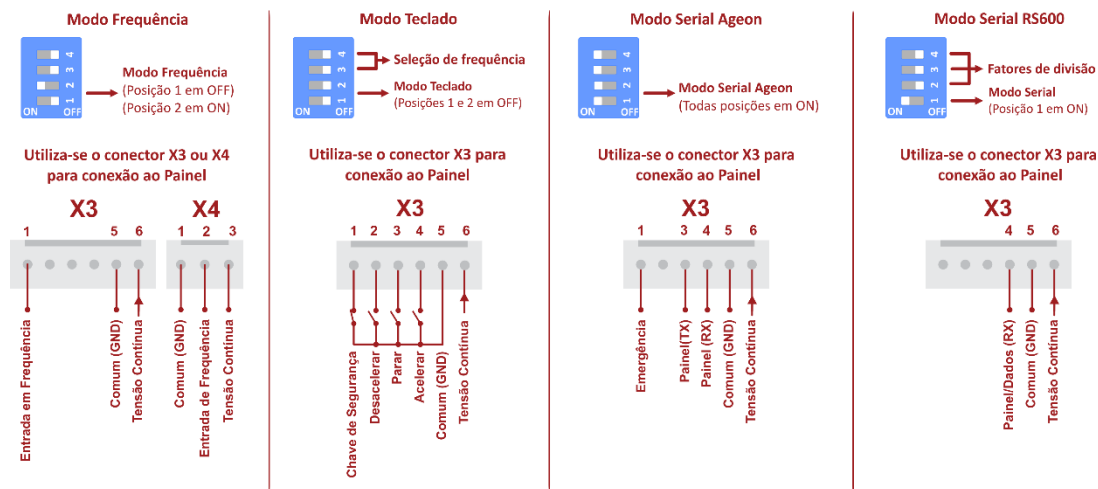 Modo Frequência
4
3
2
1
ON
OFF
Modo Frequência
(Posição 1 em OFF)
(Posição 2 em ON)
Utiliza-se o conector X3 ou X4
para conexão ao Painel
X3
X4
1
5
6
1
2
3
Entrada em Frequência
Comum (GND)
Tensão Contínua
Comum (GND)
Entrada de Frequência
Tensão Contínua
Modo Teclado
4
3
2
1
ON
OFF
Seleção de frequência
Modo Teclado
(Posições 1 e 2 em OFF)
Utiliza-se o conector X3 para
conexão ao Painel
X3
1
2
3
4
5
6
Chave de Segurança
Desacelerar
Parar
Acelerar
Comum (GND)
Tensão Contínua
Modo Serial Ageon
4
3
2
1
ON
OFF
Modo Serial Ageon
(Todas posições em ON)
Utiliza-se o conector X3 para
conexão ao Painel
X3
1
3
4
5
6
Emergência
Painel(TX)
Painel (RX)
Comum (GND)
Tensão Contínua
Modo Serial RS600
4
3
2
1
ON
OFF
Fatores de divisão
Modo Serial
(Posição 1 em ON)
Utiliza-se o conector X3 para
conexão ao Painel
X3
4
5
6
Painel/Dados (RX)
Comum (GND)
Tensão Contínua